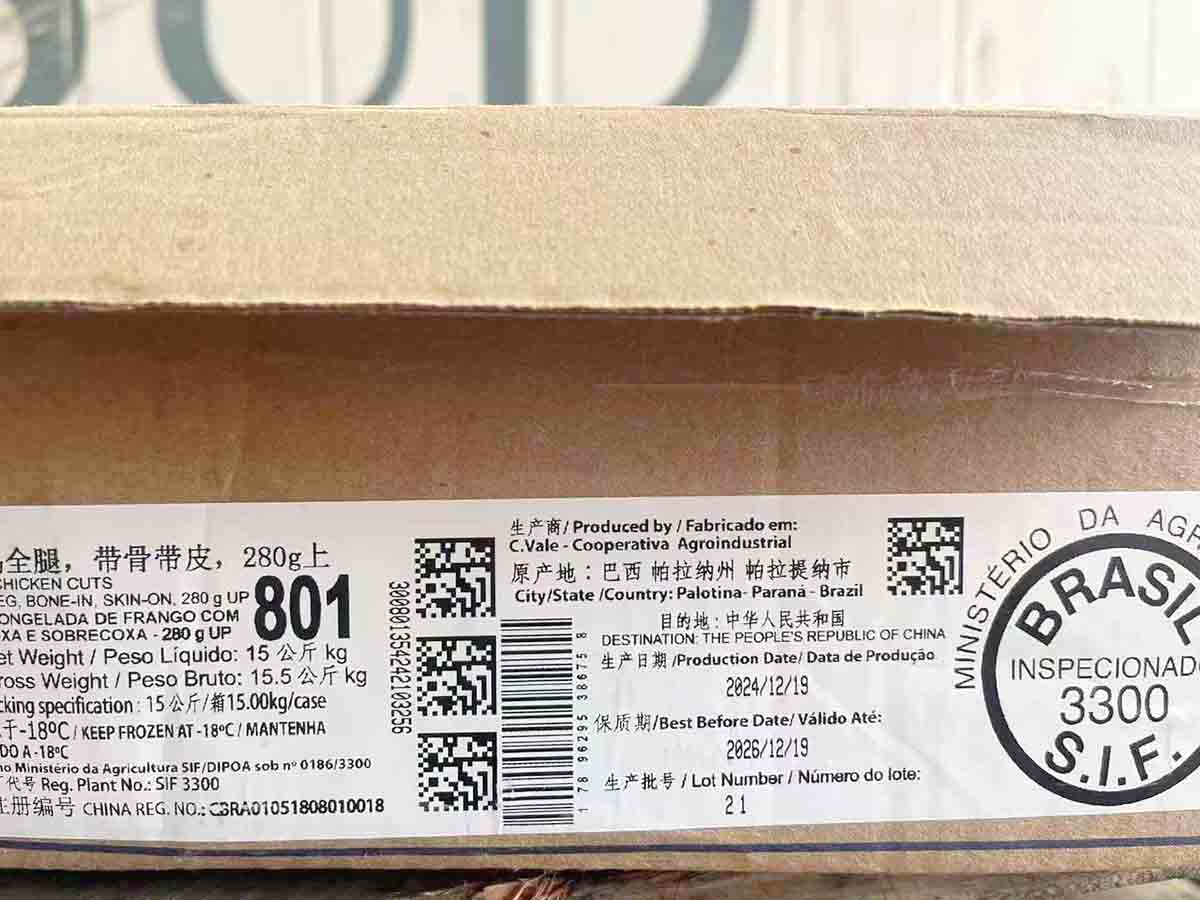 全腿，带骨带皮，280g上
CHICKEN CUTS
LEG, BONE-IN, SKIN-ON, 280 g UP
801
CONGELADA DE FRANGO COM
COXA E SOBRECOXA - 280 g UP
Net Weight / Peso Líquido: 15 公斤 kg
Gross Weight / Peso Bruto: 15.5 公斤 kg
cking specification: 15 公斤/箱15.00kg/case
于-18ºC / KEEP FROZEN AT -18ºC / MANTENHA
DO A -18ºC
no Ministério da Agricultura SIF/DIPOA sob nº 0186/3300
代号 Reg. Plant No.: SIF 3300
注册编号 CHINA REG. NO.: CBRA01051808010018
300801354242103256
生产商/ Produced by / Fabricado em:
C.Vale - Cooperativa Agroindustrial
原产地：巴西 帕拉纳州 帕拉提纳市
City/State /Country: Palotina- Paraná - Brazil
目的地: 中华人民共和国
DESTINATION: THE PEOPLE'S REPUBLIC OF CHINA
生产日期 /Production Date/ Data de Produção
2024/12/19
保质期/Best Before Date/ Válido Até:
2026/12/19
生产批号 / Lot Number / Número do lote:
21
1 78 96295 38675 8
MINISTÉRIO DA AGR
BRASIL
INSPECIONADO
3300
S.I.F.